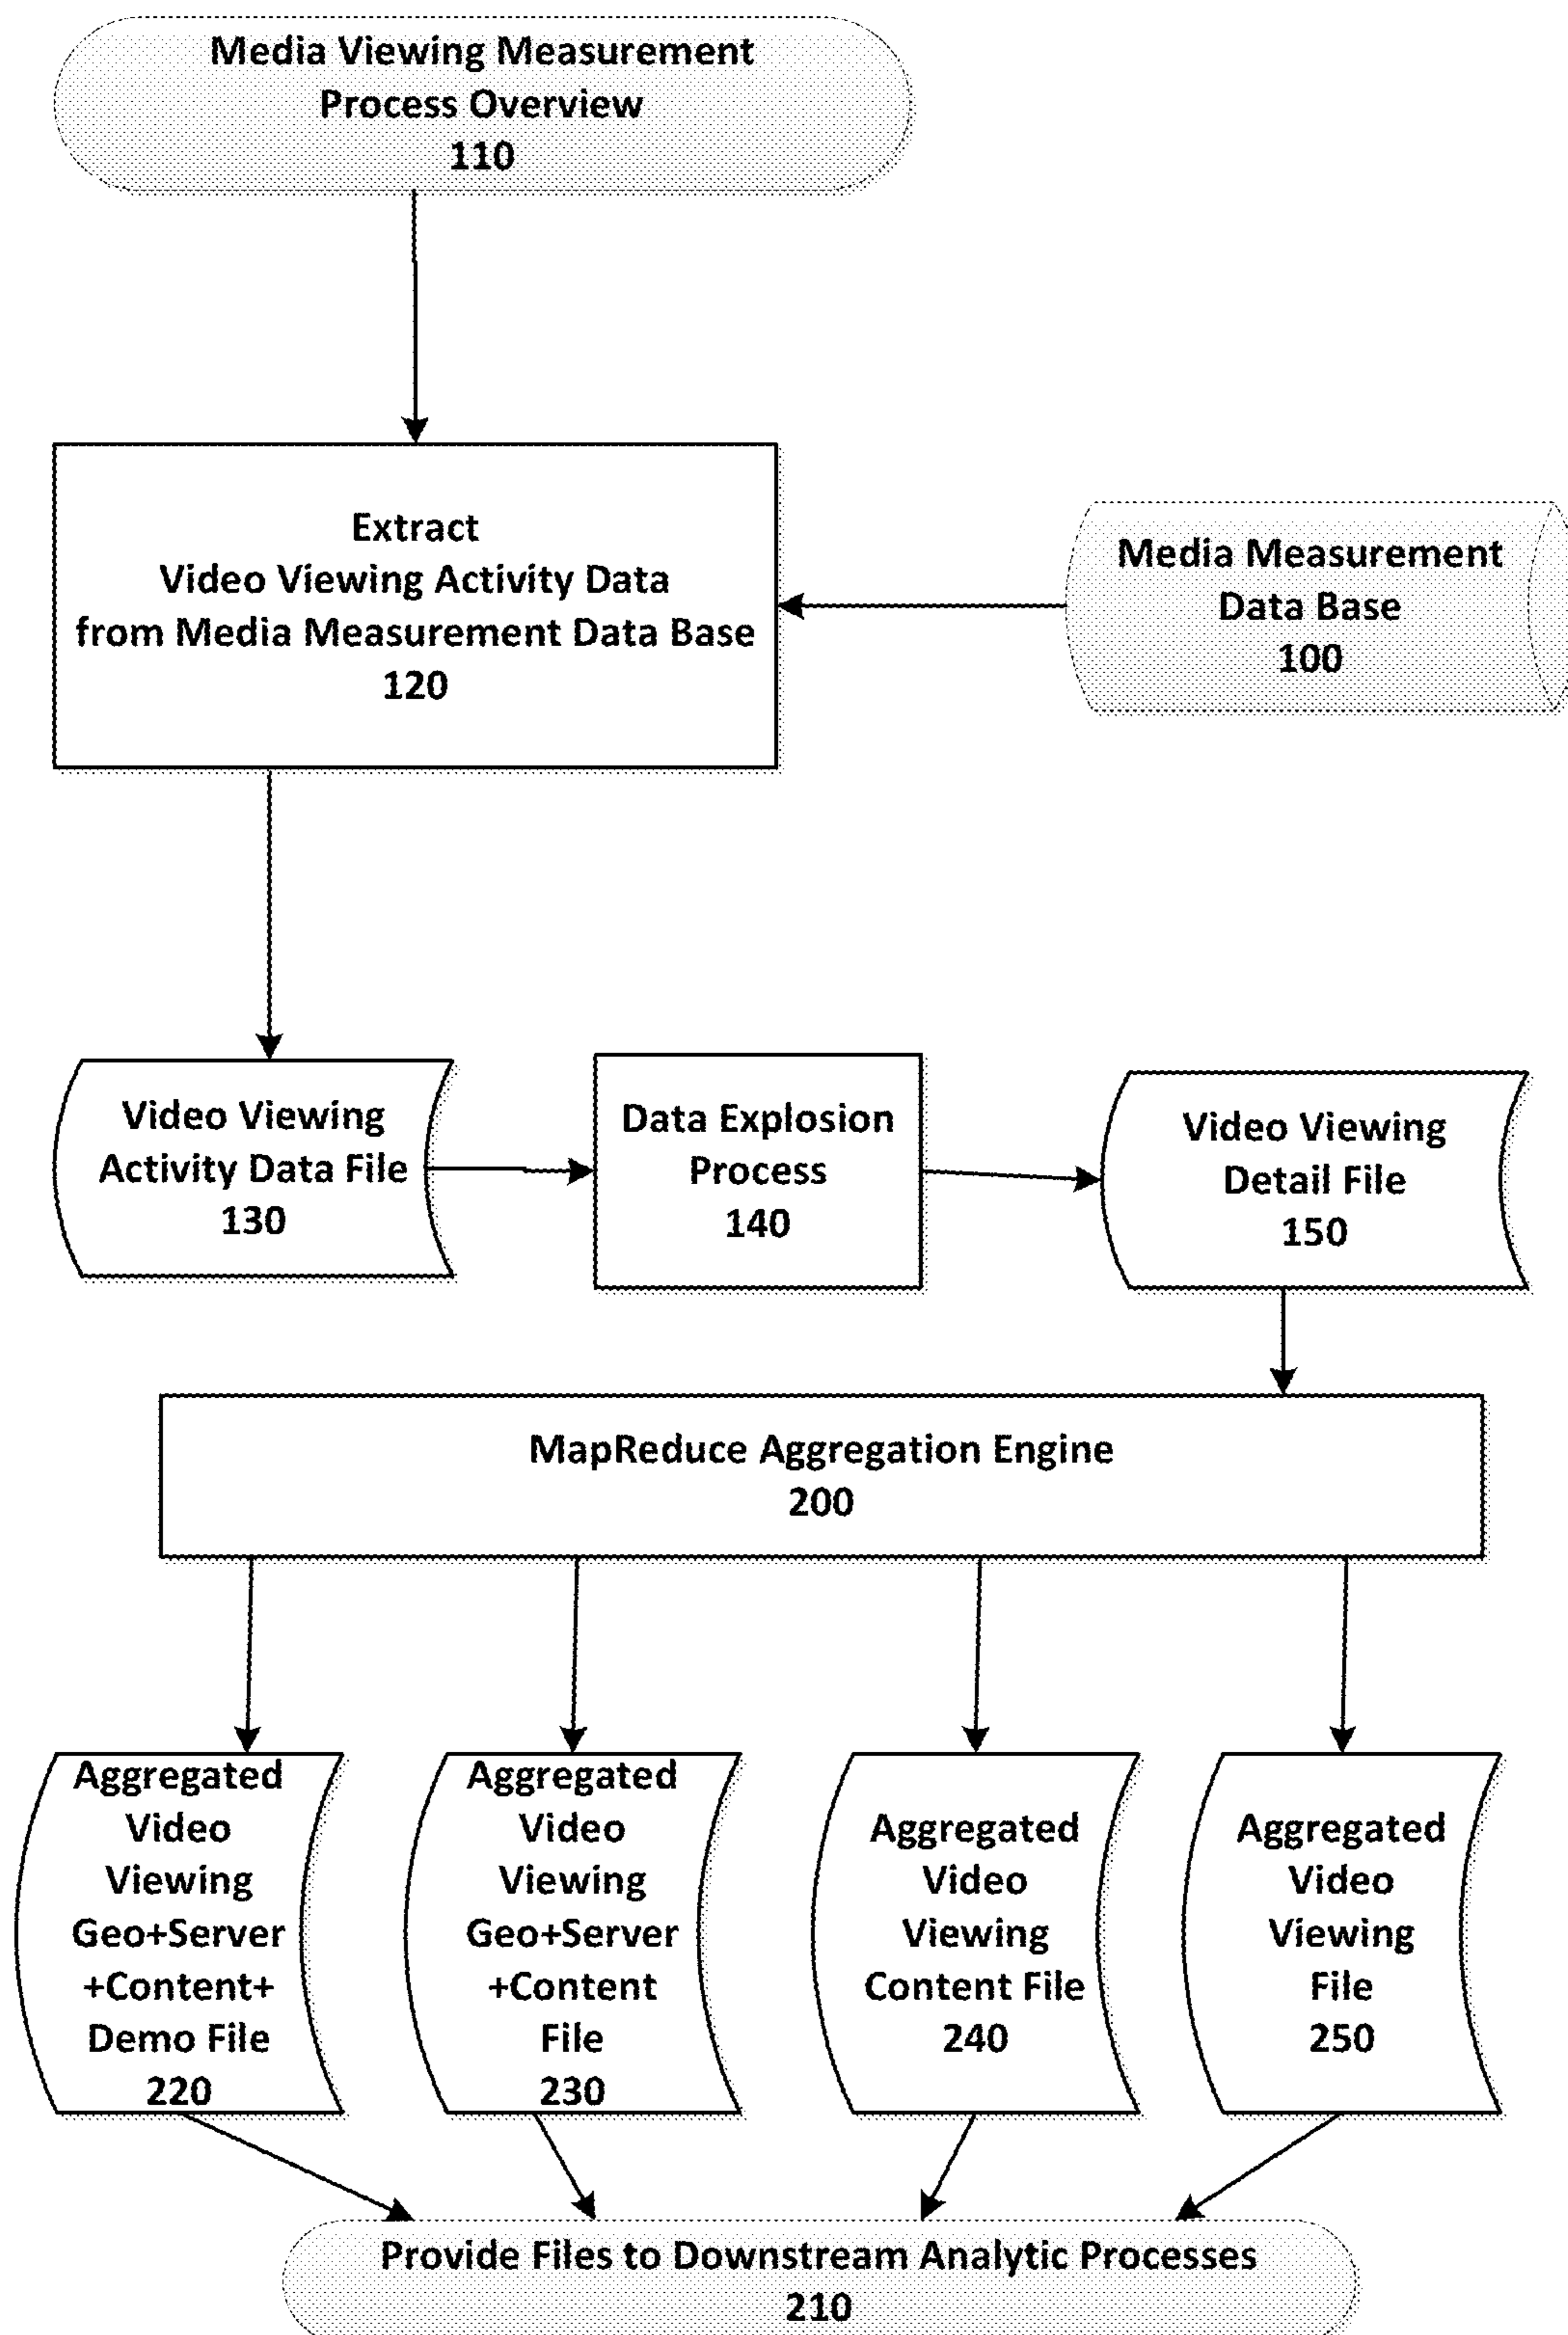 Media Viewing Measurement
Process Overview
110
Extract
Video Viewing Activity Data
from Media Measurement Data Base
120
Media Measurement
Data Base
100
Video Viewing
Activity Data File
130
Data Explosion
Process
140
Video Viewing
Detail File
150
MapReduce Aggregation Engine
200
Aggregated
Video
Viewing
Geo+Server
+Content+
Demo File
220
Aggregated
Video
Viewing
Geo+Server
+Content
File
230
Aggregated
Video
Viewing
Content File
240
Aggregated
Video
Viewing
File
250
Provide Files to Downstream Analytic Processes
210